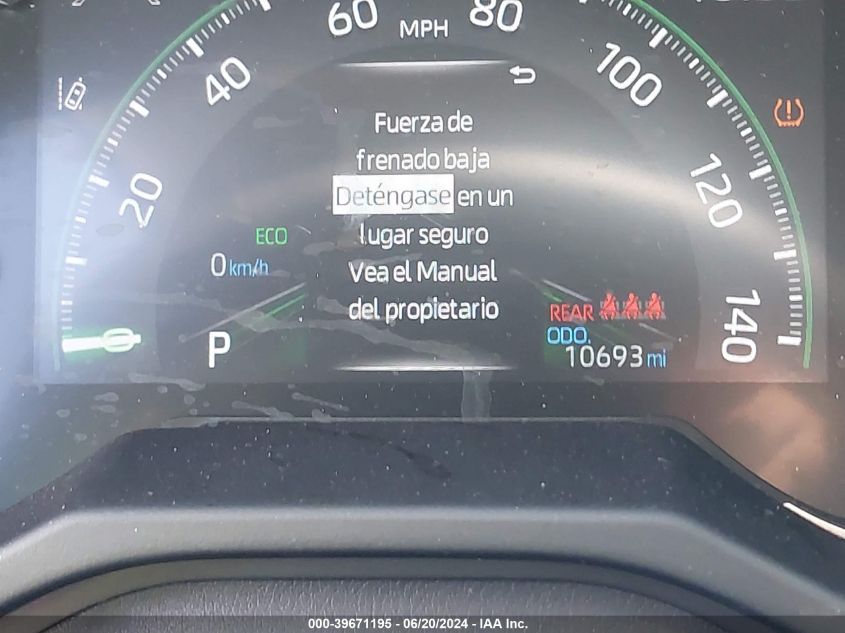 60 MPH 80
40 100
Fuerza de
frenado baja
20 Deténgase en un 120
ECO lugar seguro
0 km/h Vea el Manual
del propietario
REAR
ODO.
P 10693 mi 140
000-39671195 - 06/20/2024 - IAA Inc.